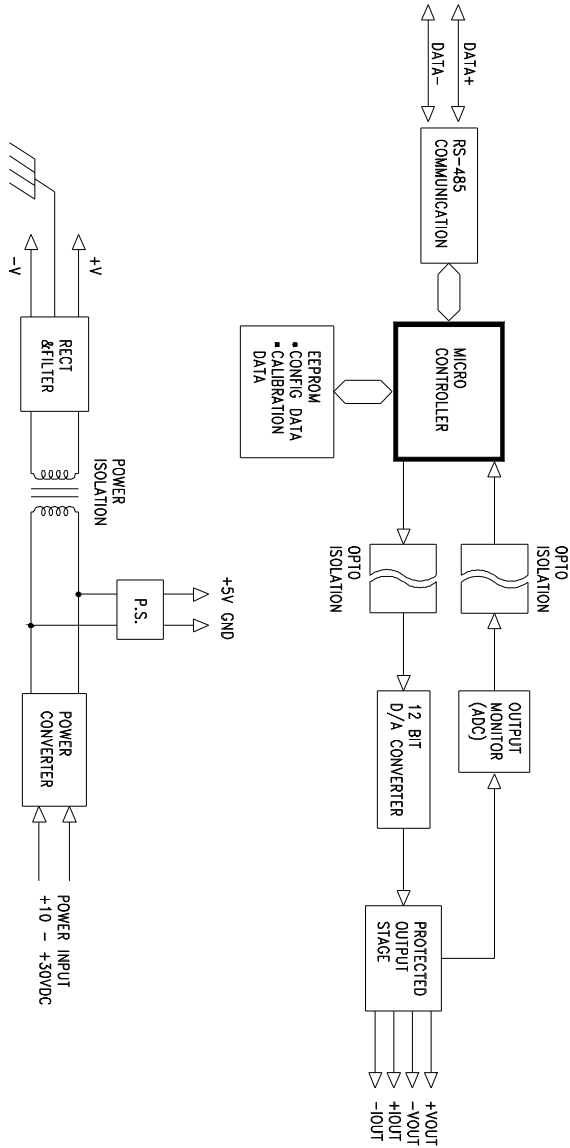 DATA+
DATA-
RS-485
COMMUNICATION
MICRO
CONTROLLER
EEPROM
• CONFIG DATA
▪ CALIBRATION
DATA
OPTO
ISOLATION
OPTO
ISOLATION
OUTPUT
MONITOR
(ADC)
12 BIT
D/A CONVERTER
PROTECTED
OUTPUT
STAGE
+VOUT
-VOUT
+IOUT
-IOUT
+V
-V
RECT
&FILTER
POWER
ISOLATION
+5V GND
P.S.
POWER
CONVERTER
POWER INPUT
+10 - +30VDC